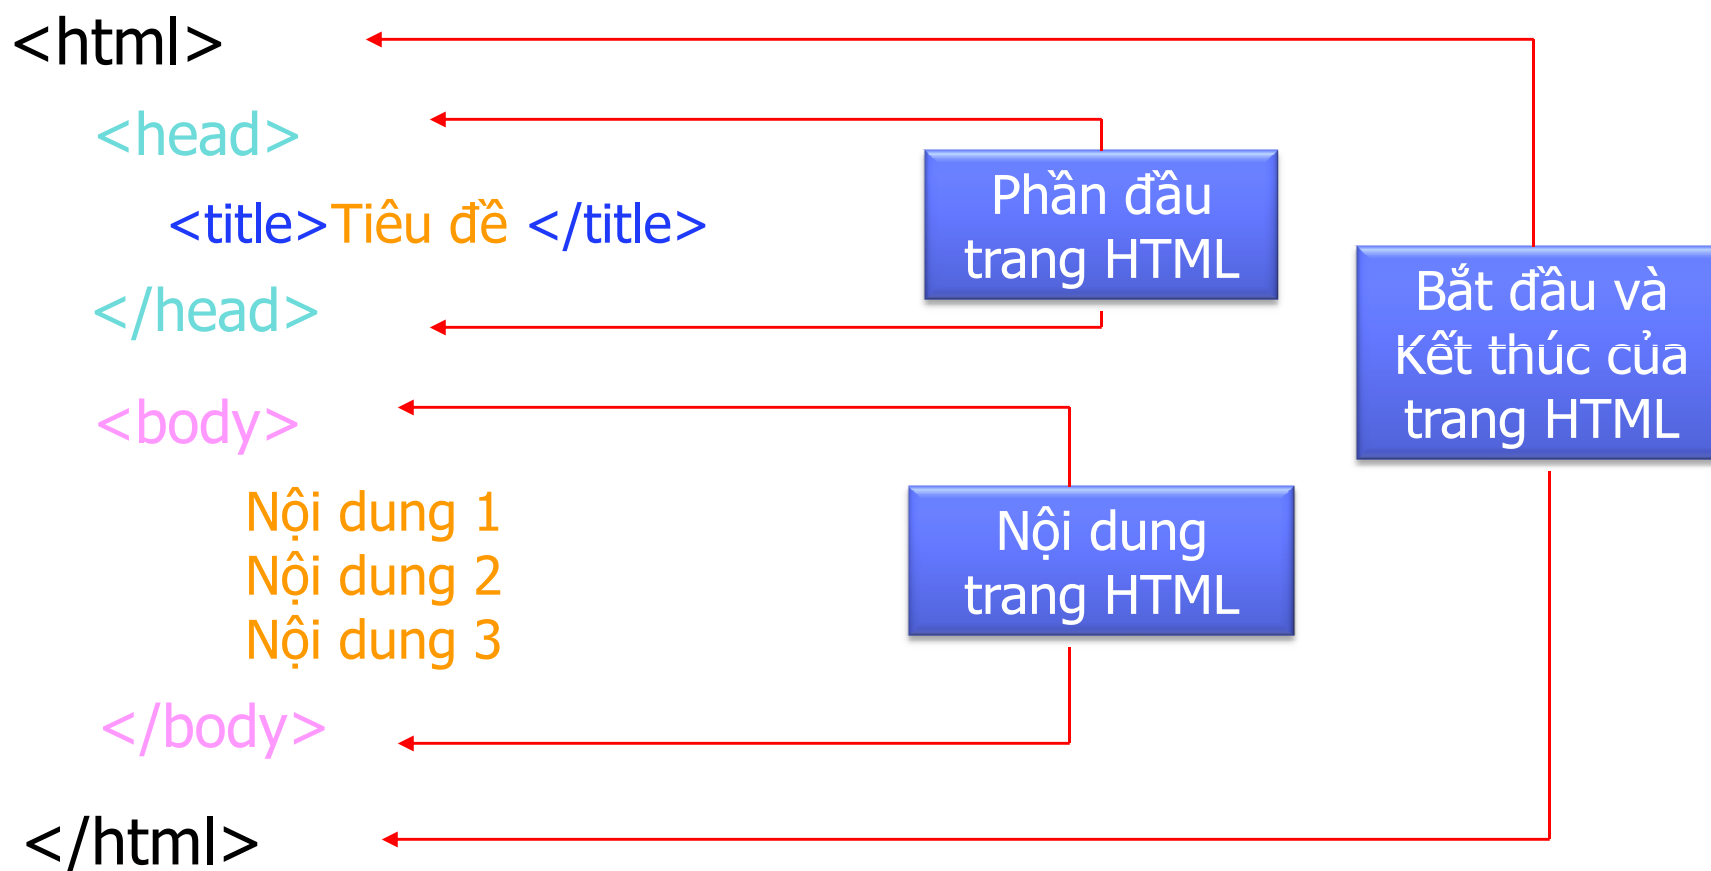 <html>
<head>
<title>Tiêu đề </title>
</head>
<body>
Nội dung 1
Nội dung 2
Nội dung 3
</body>
</html>
Phần đầu
trang HTML
Bắt đầu và
Kết thúc của
trang HTML
Nội dung
trang HTML